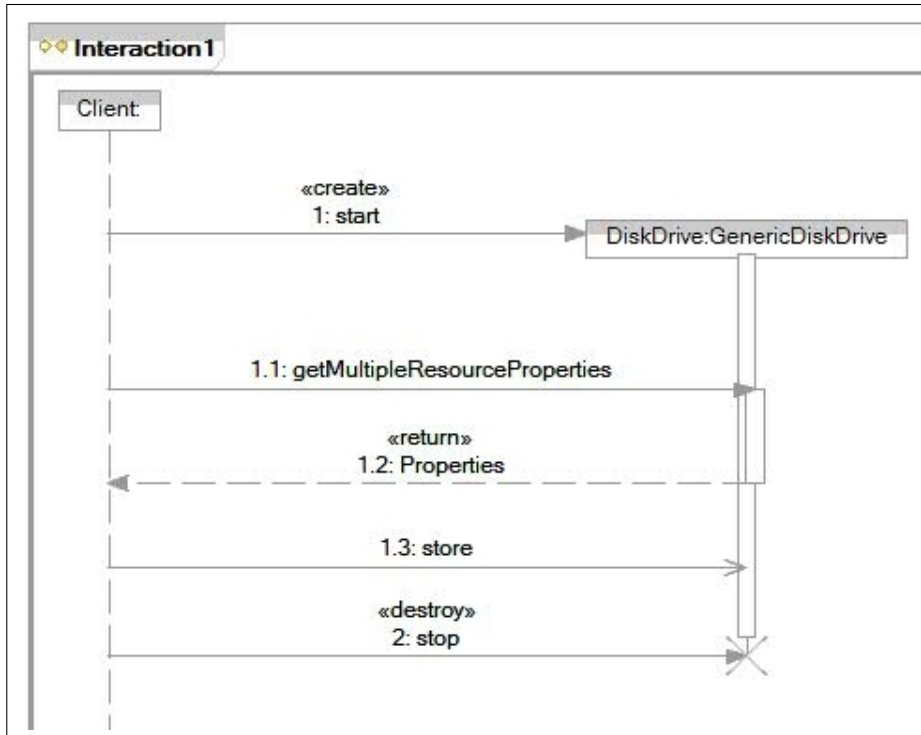 Interaction1
Client:
«create»
1: start
DiskDrive:GenericDiskDrive
1.1: getMultipleResourceProperties
«return»
1.2: Properties
1.3: store
«destroy»
2: stop